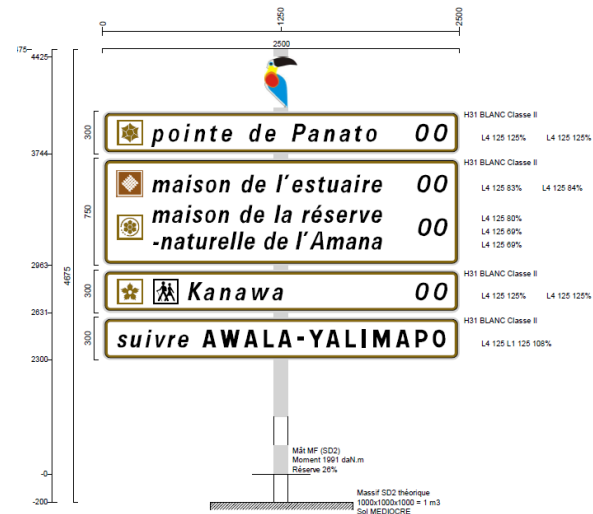 0
1250
2500
2500
575
4425
H31 BLANC Classe II
300
pointe de Panato 00
L4 125 125% L4 125 125%
3744
H31 BLANC Classe II
maison de l'estuaire 00
L4 125 83% L4 125 84%
750
maison de la réserve
-naturelle de l'Amana 00
L4 125 80%
L4 125 69%
L4 125 69%
2963
4675
H31 BLANC Classe II
300
Kanawa 00
L4 125 125% L4 125 125%
2631
H31 BLANC Classe II
300
suivre AWALA-YALIMAPO
L4 125 L1 125 108%
2300
Mât MF (SD2)
Moment 1991 daN.m
Réserve 26%
-0
-200
Massif SD2 théorique
1000x1000x1000 = 1 m3
Sol MEDIOCRE